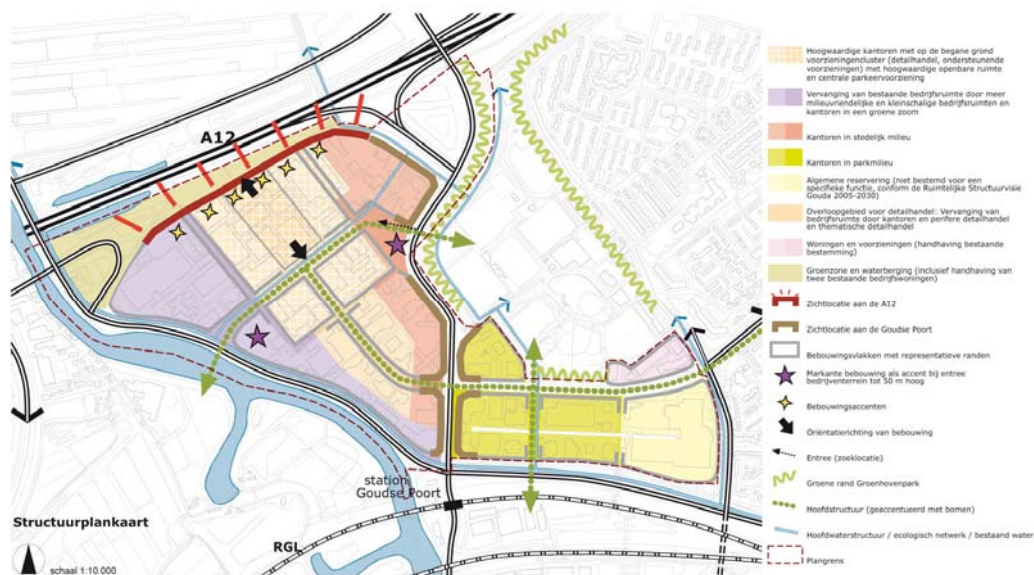 Hoogwaardige kantoren met op de begane grond
voorzieningencluster (detailhandel, ondersteunende
voorzieningen) met hoogwaardige openbare ruimte
en centrale parkeervoorziening
Vervanging van bestaande bedrijfsruimte door meer
milieuvriendelijke en kleinschalige bedrijfsruimten en
kantoren in een groene zoom
A12
Kantoren in stedelijk milieu
Kantoren in parkmilieu
Algemene reservering (niet bestemd voor een
specifieke functie, conform de Ruimtelijke Structuurvisie
Gouda 2005-2030)
Overloopgebied voor detailhandel: Vervanging van
bedrijfsruimte door kantoren en perifere detailhandel
en thematische detailhandel
Woningen en voorzieningen (handhaving bestaande
bestemming)
Groenzone en waterberging (inclusief handhaving van
twee bestaande bedrijfswoningen)
Zichtlocatie aan de A12
Zichtlocatie aan de Goudse Poort
Bebouwingsvlakken met representatieve randen
Markante bebouwing als accent bij entree
bedrijventerrein tot 50 m hoog
Bebouwingsaccenten
Oriëntatierichting van bebouwing
Entree (zoeklocatie)
Groene rand Groenhovenpark
Hoofdstructuur (geaccentueerd met bomen)
Hoofdwaterstructuur / ecologisch netwerk / bestaand water
Plangrens
station
Goudse Poort
Structuurplankaart
RGL
schaal 1:10.000